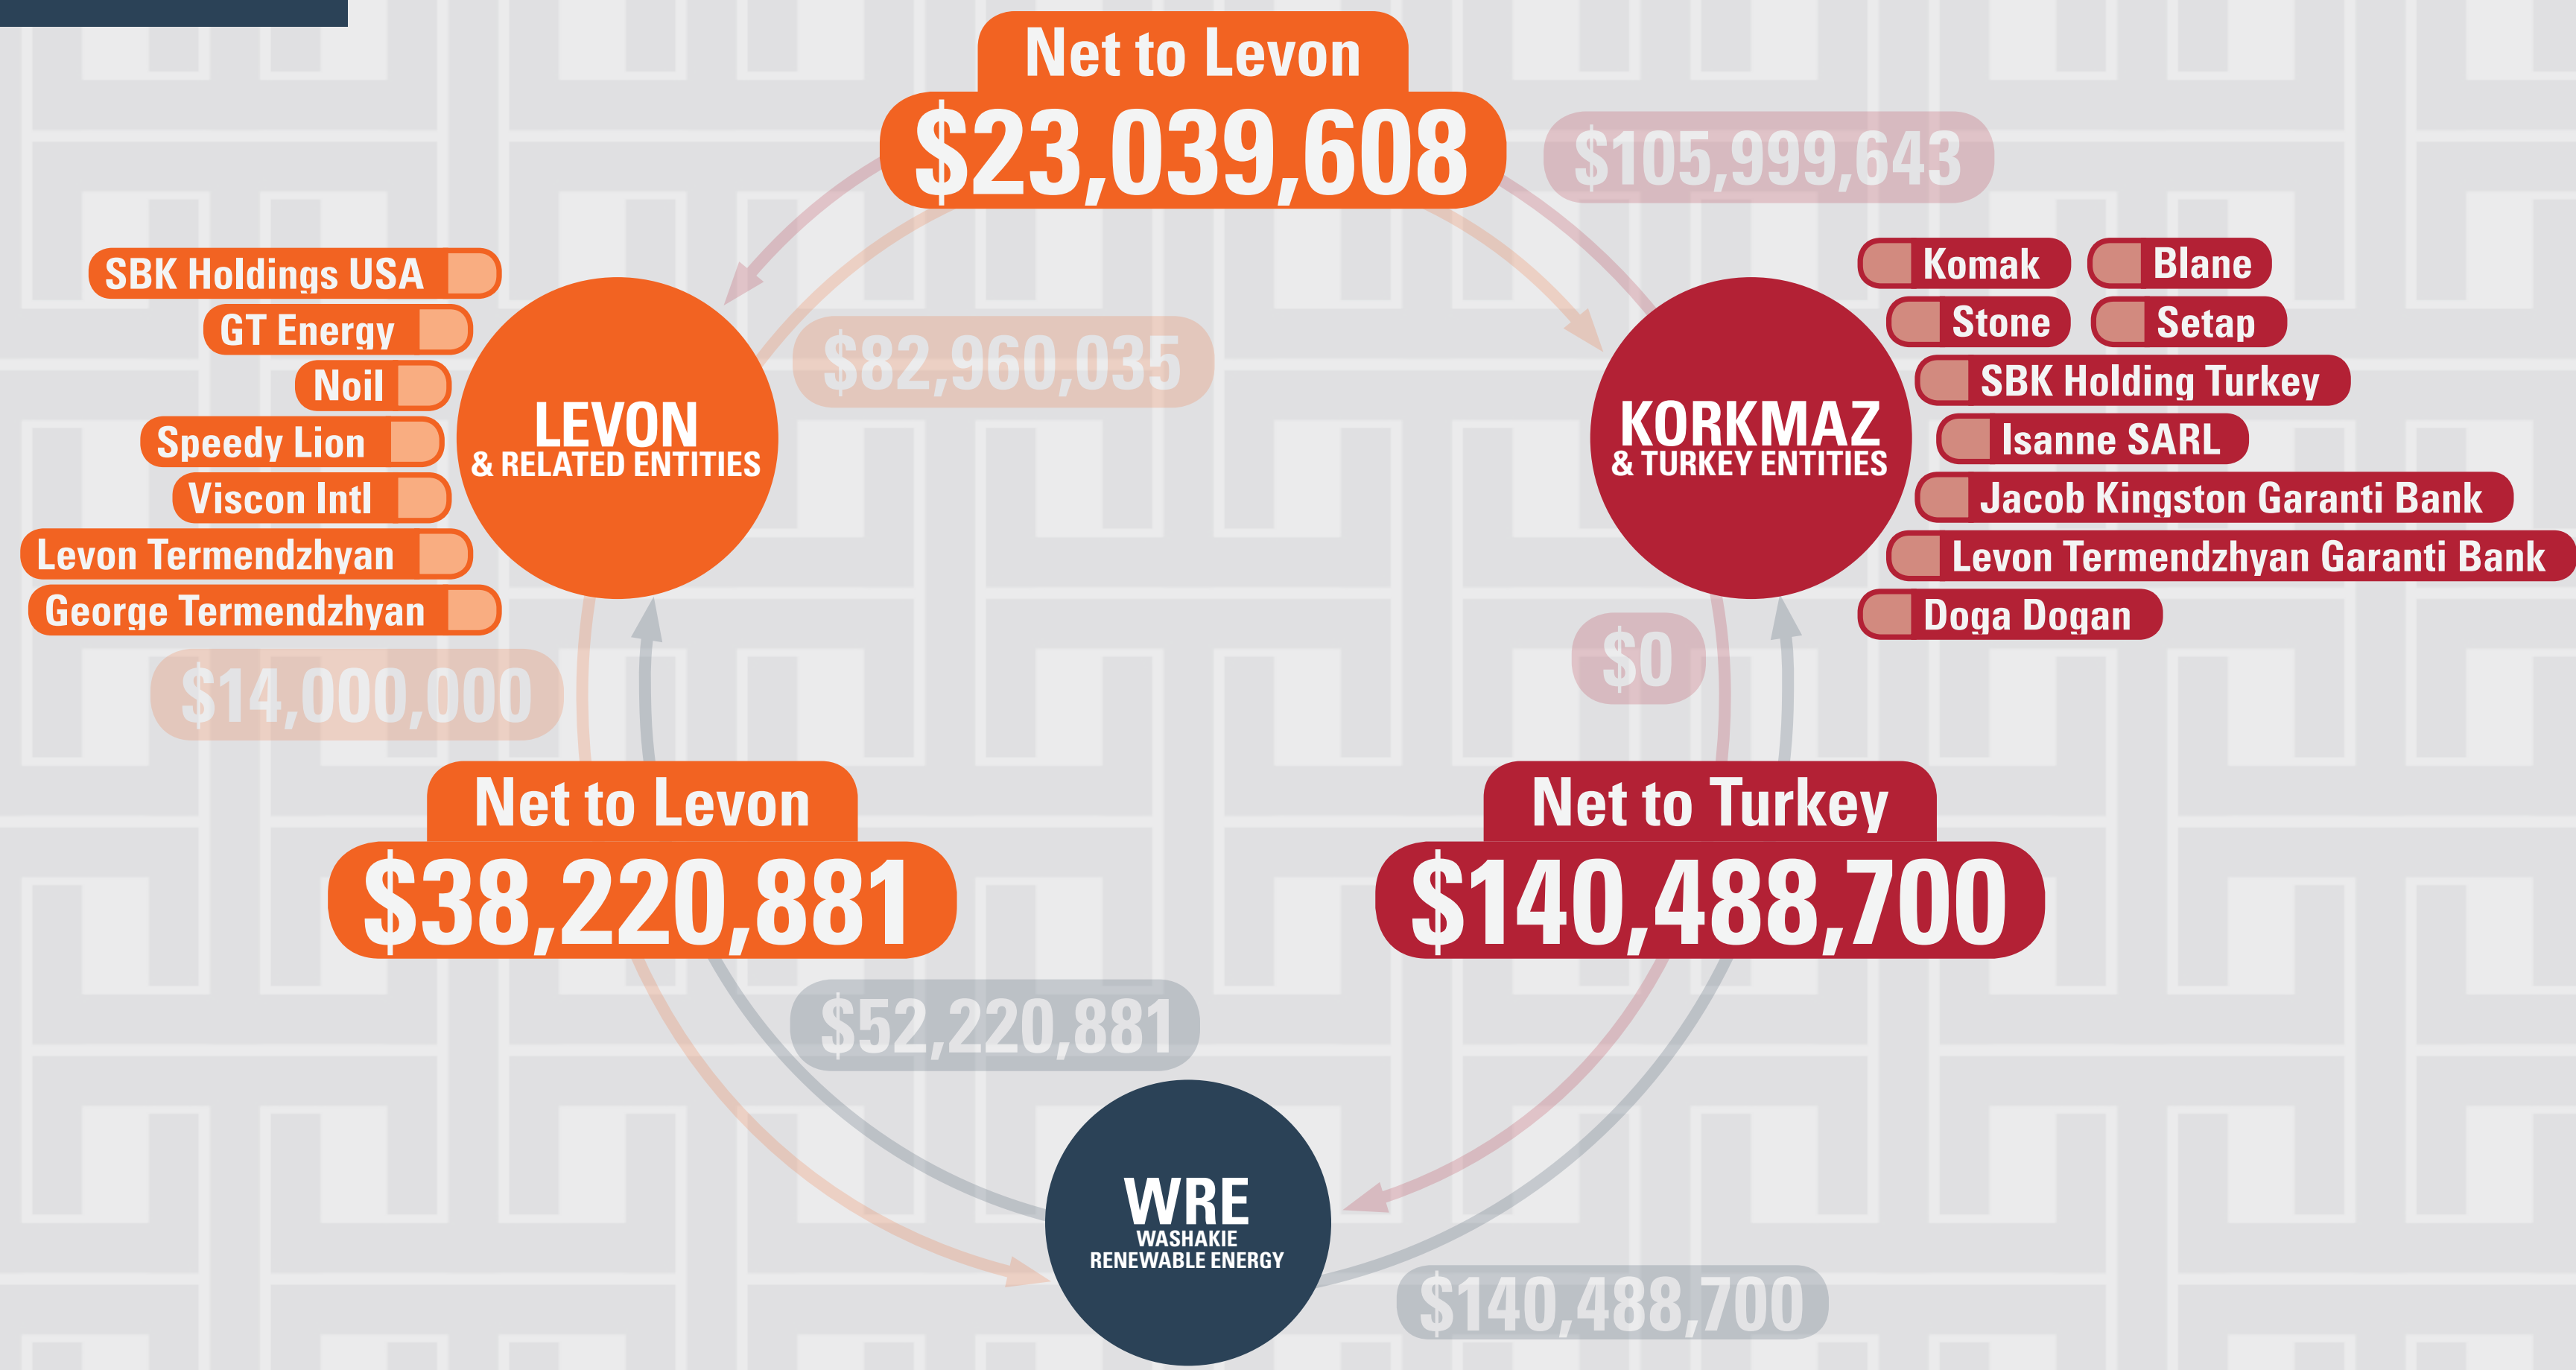 Net to Levon
$23,039,608
$105,999,643
$82,960,035
SBK Holdings USA
GT Energy
Noil
Speedy Lion
Viscon Intl
Levon Termendzhyan
George Termendzhyan
LEVON
& RELATED ENTITIES
KORKMAZ
& TURKEY ENTITIES
Komak
Blane
Stone
Setap
SBK Holding Turkey
Isanne SARL
Jacob Kingston Garanti Bank
Levon Termendzhyan Garanti Bank
Doga Dogan
$14,000,000
$0
Net to Levon
$38,220,881
Net to Turkey
$140,488,700
$52,220,881
WRE
WASHAKIE
RENEWABLE ENERGY
$140,488,700